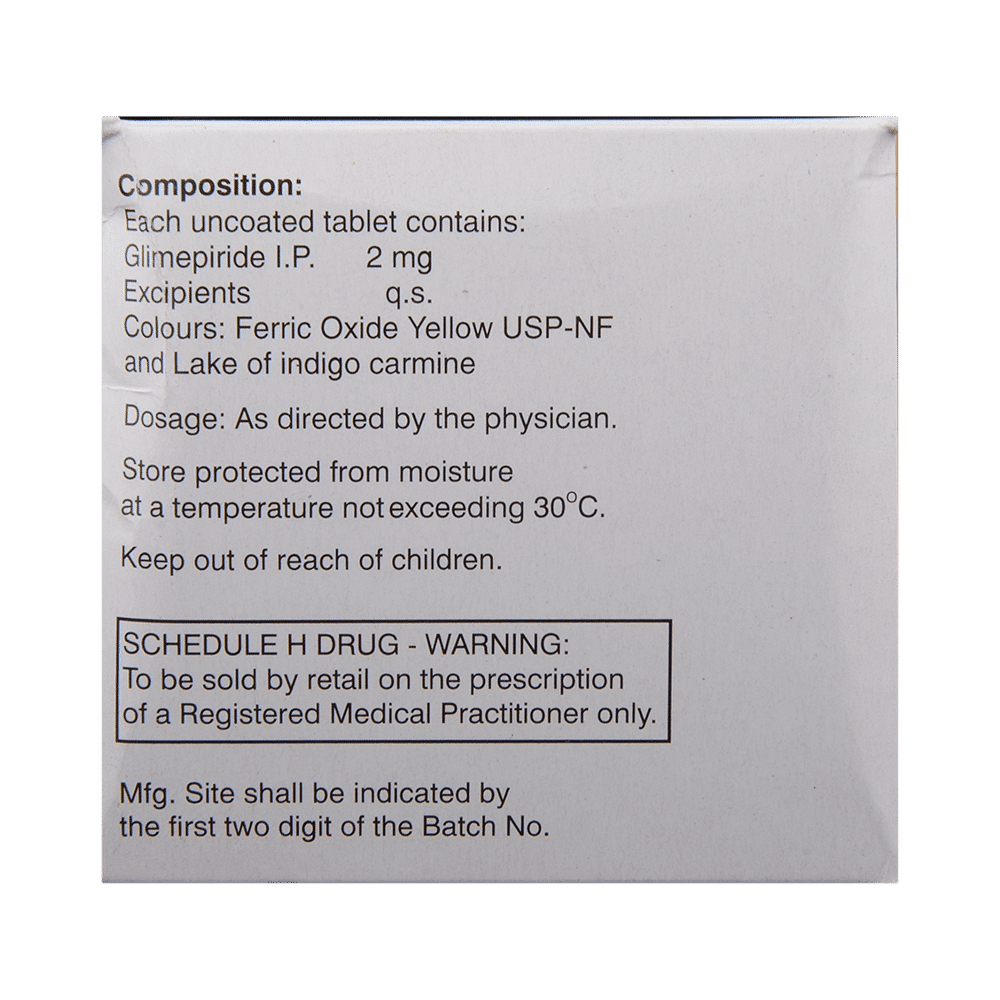 Composition:
Each uncoated tablet contains:
Glimepiride I.P. 2 mg
Excipients q.s.
Colours: Ferric Oxide Yellow USP-NF
and Lake of indigo carmine
Dosage: As directed by the physician.
Store protected from moisture
at a temperature not exceeding 30°C.
Keep out of reach of children.
SCHEDULE H DRUG - WARNING:
To be sold by retail on the prescription
of a Registered Medical Practitioner only.
Mfg. Site shall be indicated by
the first two digit of the Batch No.